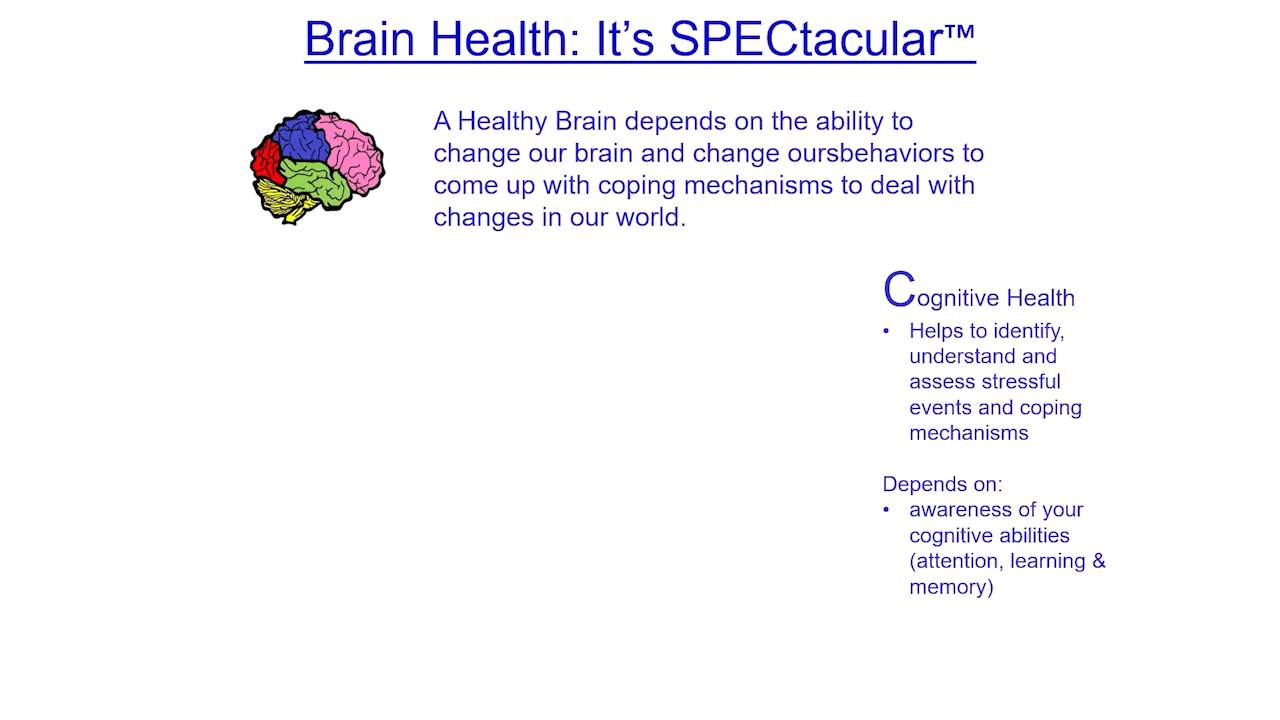 Brain Health: It’s SPECtacular™
A Healthy Brain depends on the ability to
change our brain and change oursbehaviors to
come up with coping mechanisms to deal with
changes in our world.
Cognitive Health
• Helps to identify,
understand and
assess stressful
events and coping
mechanisms
Depends on:
• awareness of your
cognitive abilities
(attention, learning &
memory)